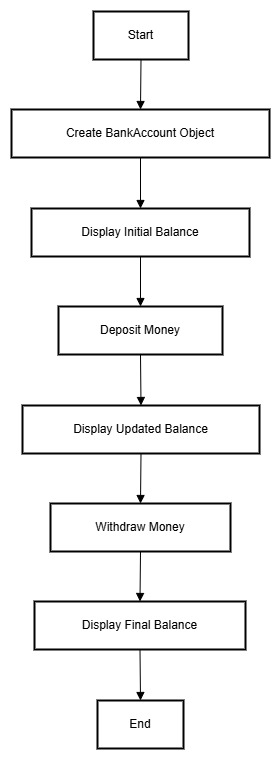 Start
Create BankAccount Object
Display Initial Balance
Deposit Money
Display Updated Balance
Withdraw Money
Display Final Balance
End